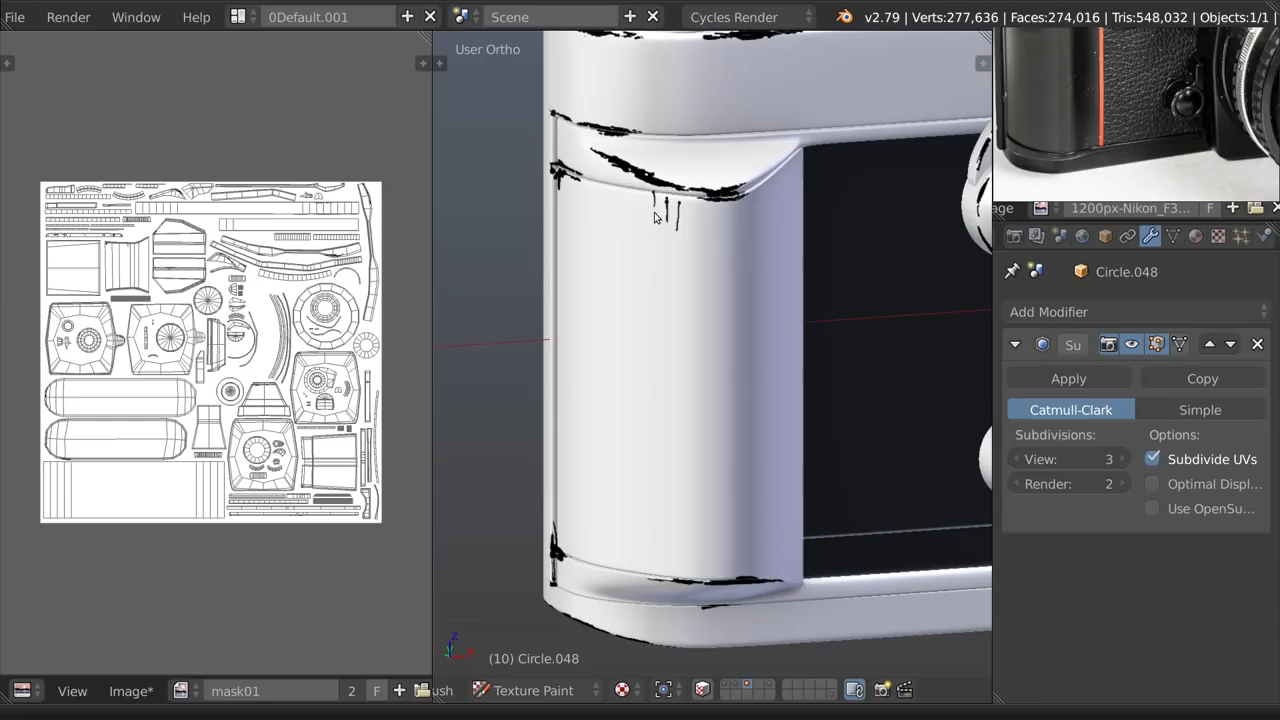 File Render Window Help 0Default.001 Scene Cycles Render v2.79 | Verts:277,636 | Faces:274,016 | Tris:548,032 | Objects:1/1 |
User Ortho
age 1200px-Nikon_F3... F
Circle.048
Add Modifier
Su
Apply Copy
Catmull-Clark Simple
Subdivisions: Options:
View: 3 Subdivide UVs
Render: 2 Optimal Displ...
Use OpenSu...
z
(10) Circle.048
View Image* mask01 2 F ush Texture Paint